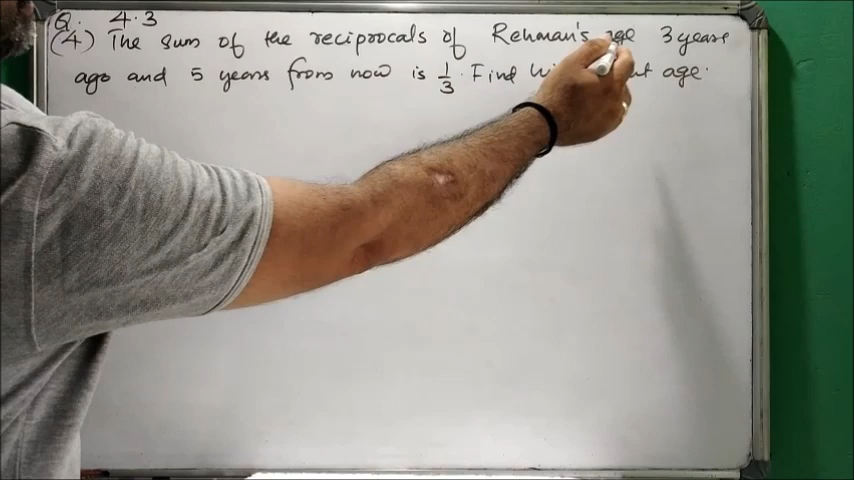 Q. 4.3
(4) The sum of the reciprocals of Rehman's age 3 years
ago and 5 years from now is 1/3. Find age.